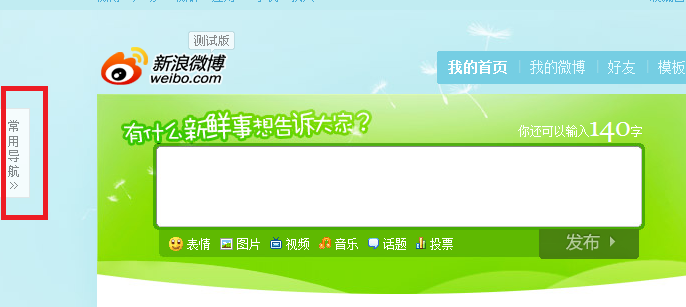 测试版
新浪微博
weibo.com
我的首页 我的微博 好友 模板
常用导航 »
有什么新鲜事想告诉大家?
你还可以输入140字
表情 图片 视频 音乐 话题 投票
发布